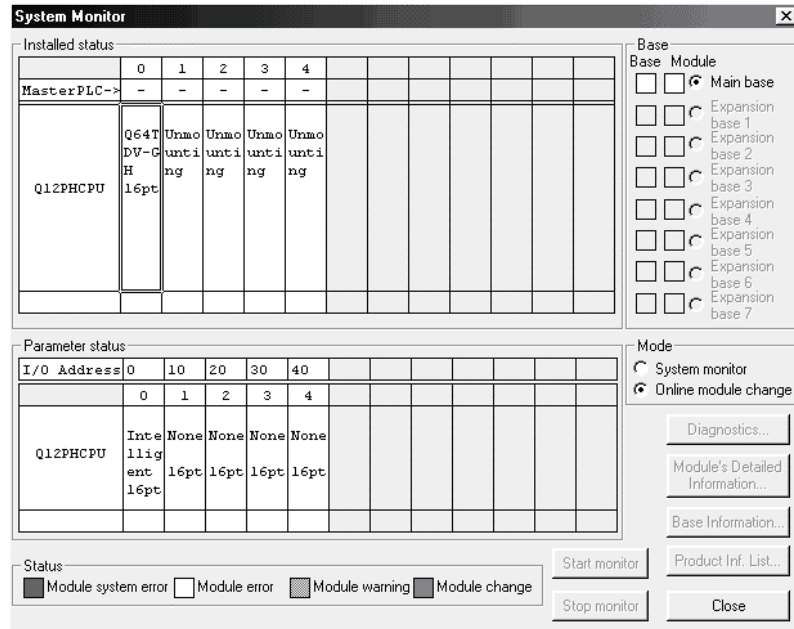 System Monitor
Installed status
0 1 2 3 4
MasterPLC-> - - - - -
Q12PHCPU
Q64T
DV-G
H
16pt
Unmo
unti
ng
Unmo
unti
ng
Unmo
unti
ng
Unmo
unti
ng
Base
Base Module
Main base
Expansion
base 1
Expansion
base 2
Expansion
base 3
Expansion
base 4
Expansion
base 5
Expansion
base 6
Expansion
base 7
Parameter status
I/O Address 0 10 20 30 40
0 1 2 3 4
Q12PHCPU
Inte
llig
ent
16pt
None
16pt
None
16pt
None
16pt
None
16pt
Mode
System monitor
Online module change
Diagnostics...
Module's Detailed
Information...
Base Information...
Product Inf. List...
Close
Status
Module system error Module error Module warning Module change
Start monitor
Stop monitor